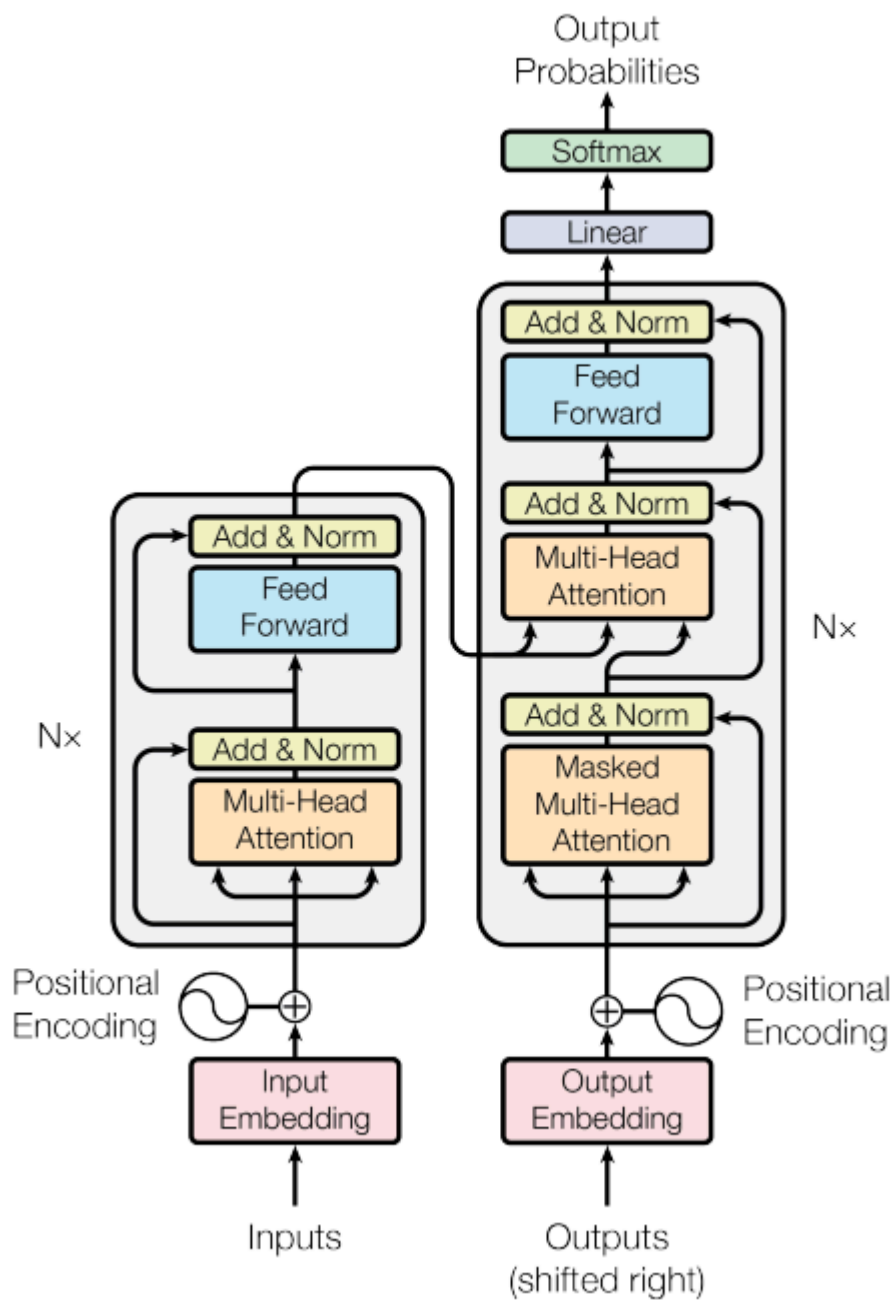 Output
Probabilities
Softmax
Linear
Add & Norm
Feed
Forward
Add & Norm
Multi-Head
Attention
Add & Norm
Masked
Multi-Head
Attention
N×
Add & Norm
Feed
Forward
Add & Norm
Multi-Head
Attention
N×
Positional
Encoding
Positional
Encoding
Input
Embedding
Output
Embedding
Inputs
Outputs
(shifted right)